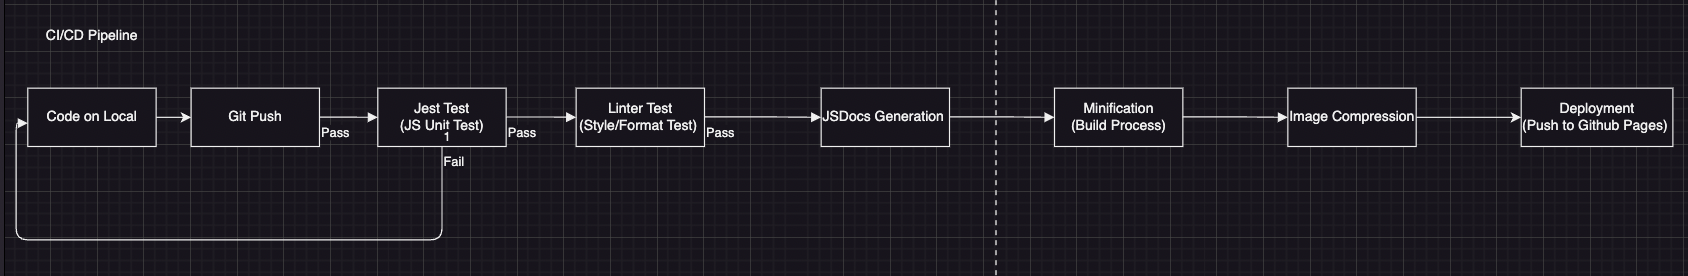 CI/CD Pipeline
Code on Local
Git Push
Pass
Jest Test
(JS Unit Test)
1
Fail
Pass
Linter Test
(Style/Format Test)
Pass
JSDocs Generation
Minification
(Build Process)
Image Compression
Deployment
(Push to Github Pages)